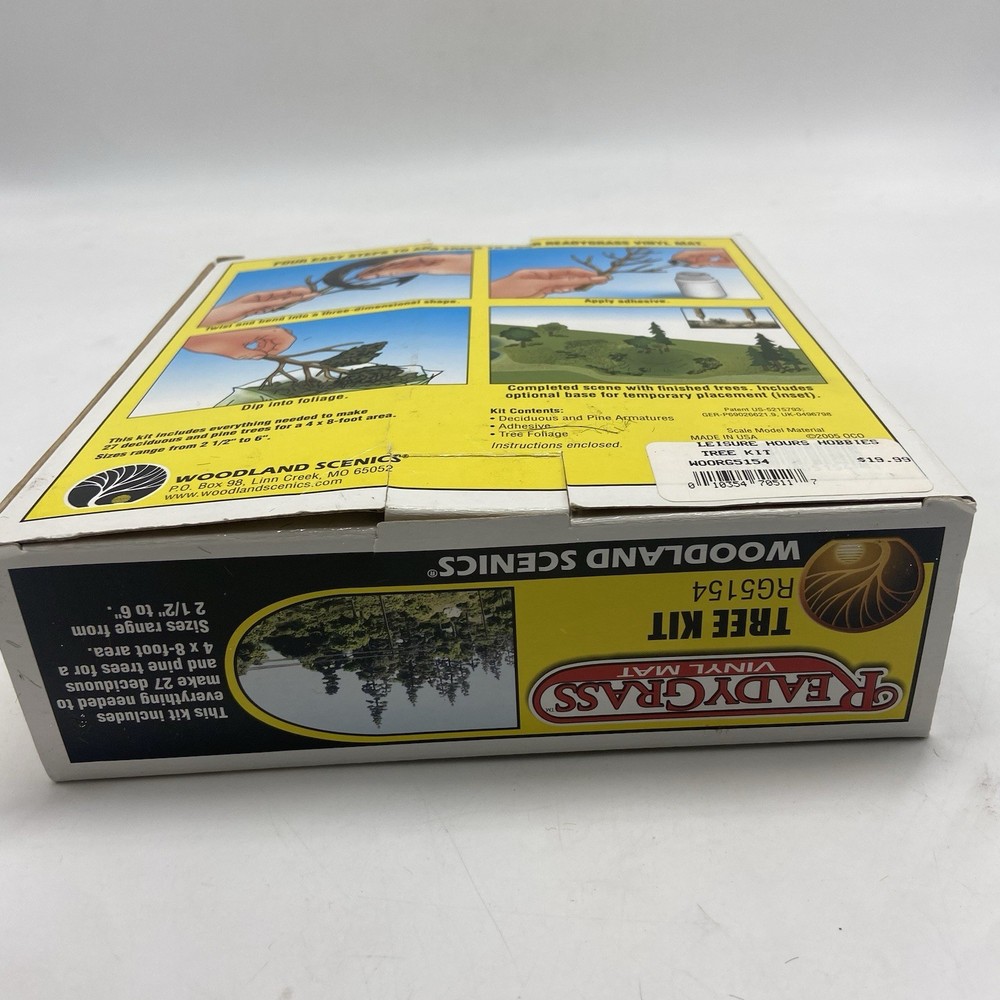 FOUR EASY STEPS TO
READYGRASS VINYL MAT.
Twist and bend into a three-dimensional shape.
Apply adhesive.
Dip into foliage.
Completed scene with finished trees. Includes
optional base for temporary placement (inset).
This kit includes everything needed to make
27 deciduous and pine trees for a 4 x 8-foot area.
Sizes range from 2 1/2" to 6".
Kit Contents:
• Deciduous and Pine Armatures
• Adhesive
• Tree Foliage
Instructions enclosed.
Patent US-5215793;
GER-P69026621.9, UK-0496798
Scale Model Material
MADE IN USA ©2005 OCO
WOODLAND SCENICS®
P.O. Box 98, Linn Creek, MO 65052
www.woodlandscenics.com
LEISURE HOURS HOBBIES
TREE KIT
WOORG5154 $19.99
0 10354 70511 7
READYGRASS™
VINYL MAT
TREE KIT
RG5154
WOODLAND SCENICS®
This kit includes
everything needed to
make 27 deciduous
and pine trees for a
4 x 8-foot area.
Sizes range from
2 1/2" to 6".